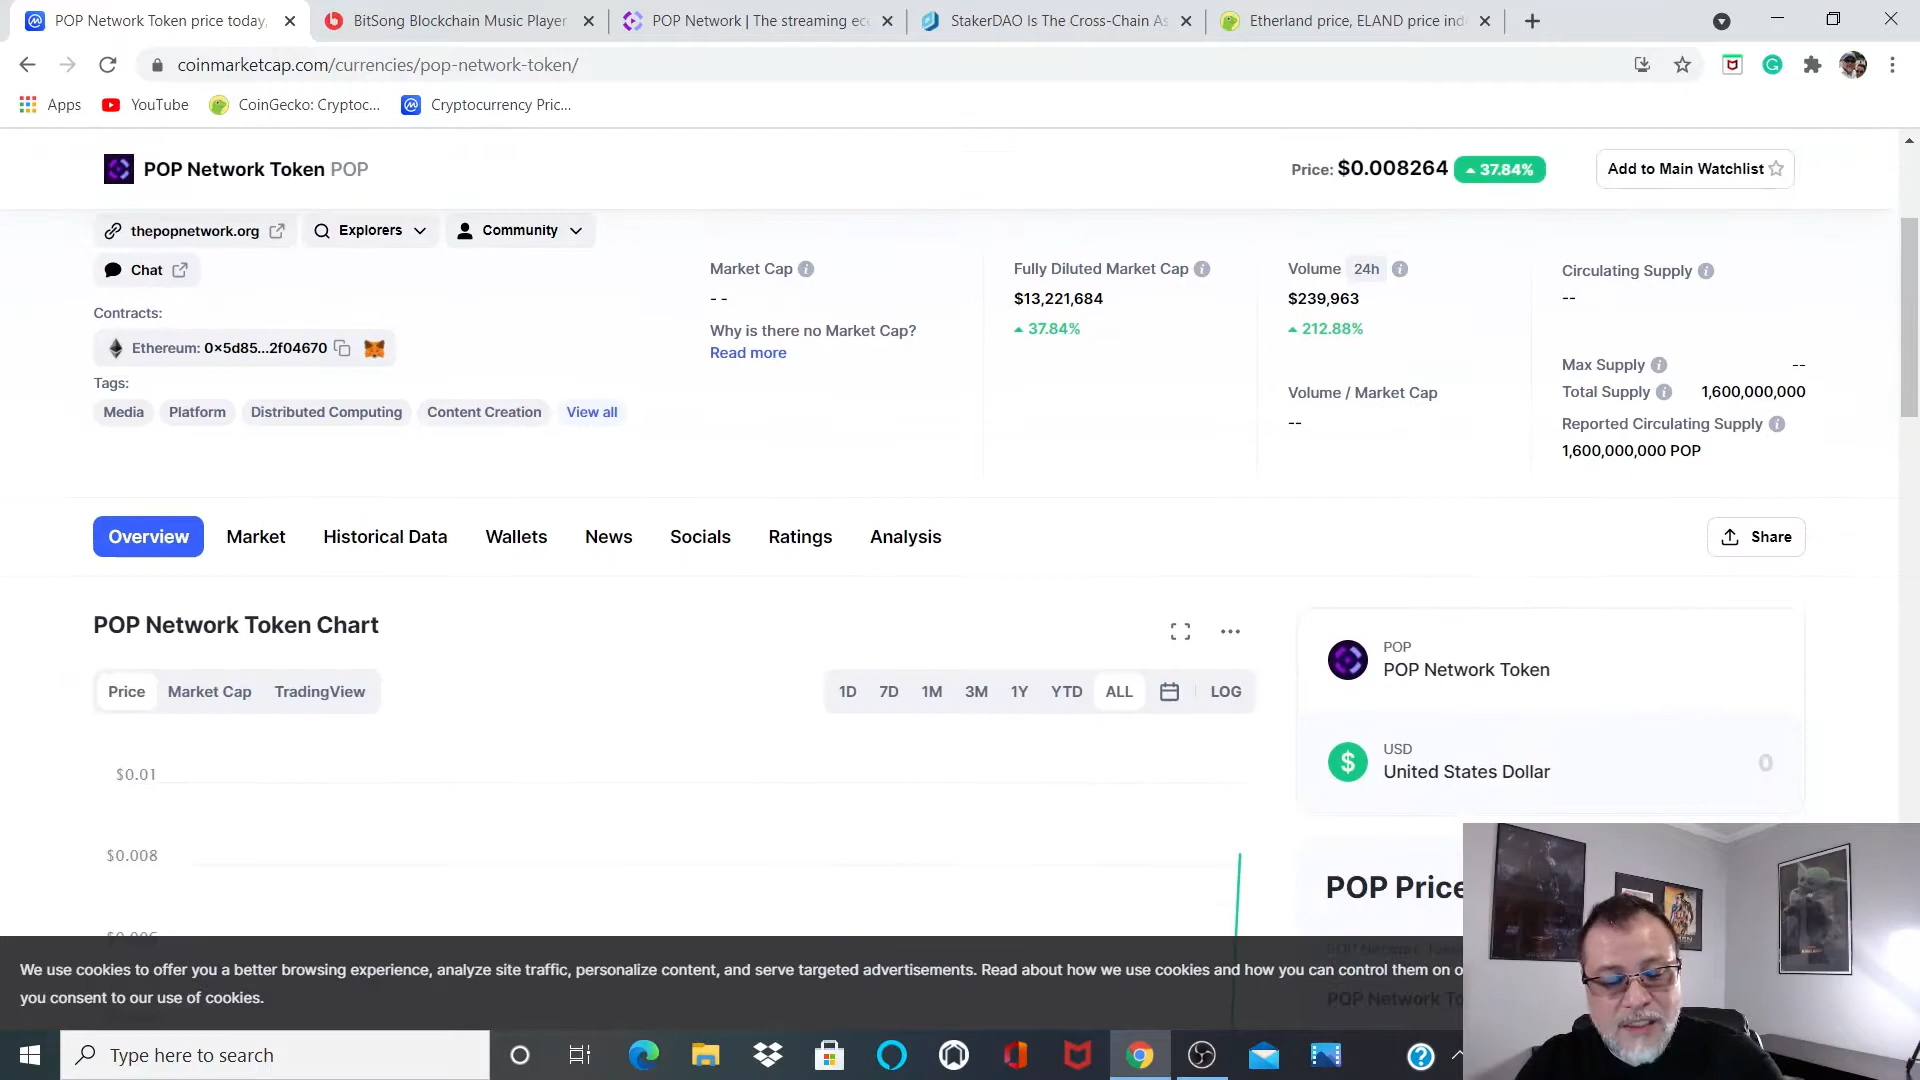 POP Network Token price today,
BitSong Blockchain Music Player
POP Network | The streaming ec
StakerDAO Is The Cross-Chain As
Etherland price, ELAND price ind
coinmarketcap.com/currencies/pop-network-token/
Apps
YouTube
CoinGecko: Cryptoc...
Cryptocurrency Pric...
POP Network Token POP
Price: $0.008264 37.84%
Add to Main Watchlist
thepopnetwork.org
Explorers
Community
Chat
Contracts:
Ethereum: 0x5d85...2f04670
Tags:
Media
Platform
Distributed Computing
Content Creation
View all
Market Cap
- -
Why is there no Market Cap?
Read more
Fully Diluted Market Cap
$13,221,684
37.84%
Volume 24h
$239,963
212.88%
Volume / Market Cap
--
Circulating Supply
--
Max Supply --
Total Supply 1,600,000,000
Reported Circulating Supply
1,600,000,000 POP
Overview
Market
Historical Data
Wallets
News
Socials
Ratings
Analysis
Share
POP Network Token Chart
Price
Market Cap
TradingView
1D
7D
1M
3M
1Y
YTD
ALL
LOG
$0.01
$0.008
$0.006
POP
POP Network Token
USD
United States Dollar
0
POP Price
POP Network To
We use cookies to offer you a better browsing experience, analyze site traffic, personalize content, and serve targeted advertisements. Read about how we use cookies and how you can control them on o
you consent to our use of cookies.
Type here to search